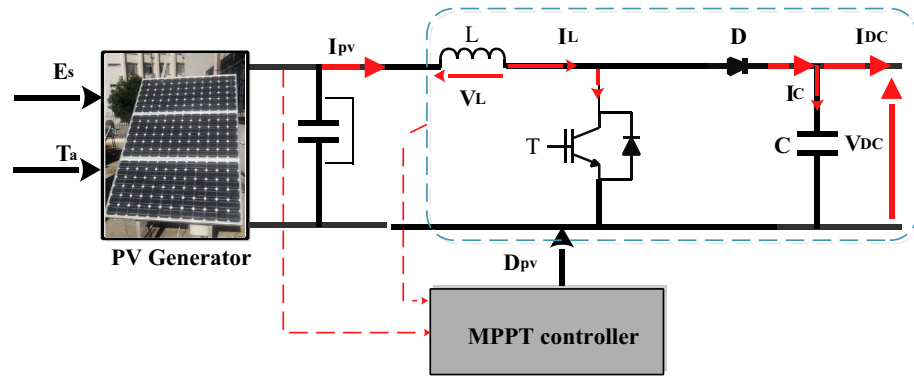 Es
Ta
PV Generator
Ipv
L
VL
IL
T
D
IC
C
IDC
VDC
Dpv
MPPT controller